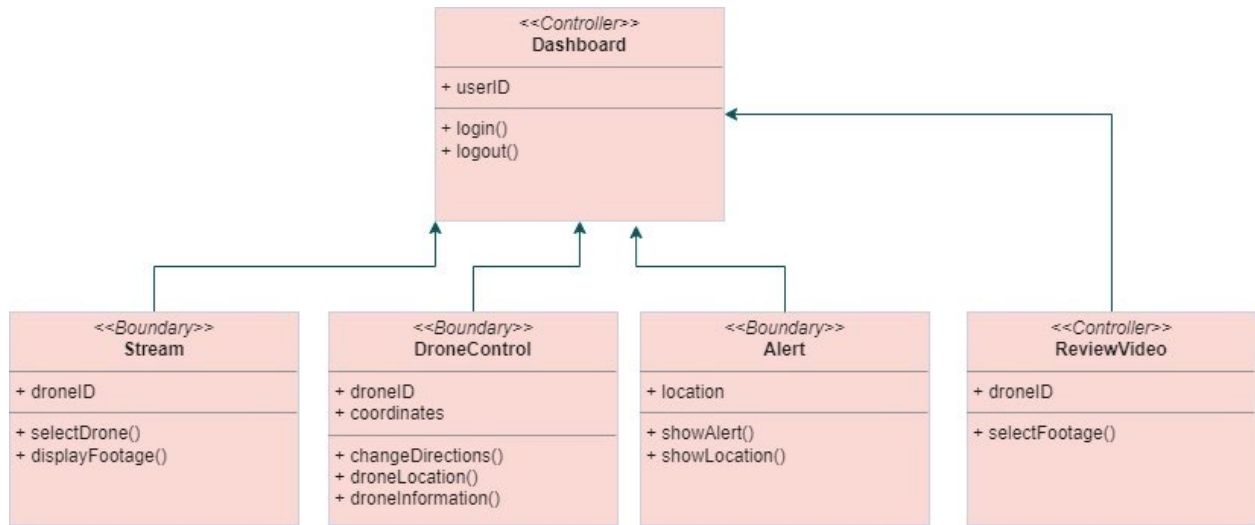 <<Controller>>
Dashboard
+ userID
+ login()
+ logout()
<<Boundary>>
Stream
+ droneID
+ selectDrone()
+ displayFootage()
<<Boundary>>
DroneControl
+ droneID
+ coordinates
+ changeDirections()
+ droneLocation()
+ droneInformation()
<<Boundary>>
Alert
+ location
+ showAlert()
+ showLocation()
<<Controller>>
ReviewVideo
+ droneID
+ selectFootage()